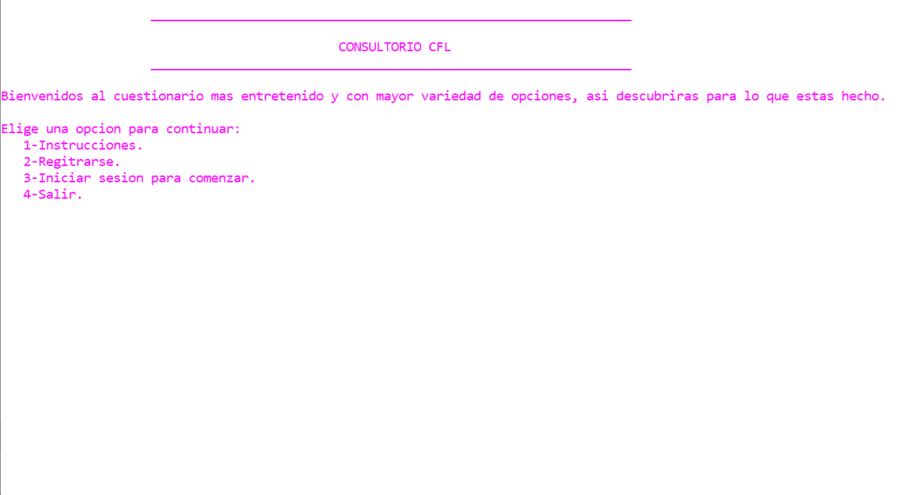 CONSULTORIO CFL
Bienvenidos al cuestionario mas entretenido y con mayor variedad de opciones, asi descubriras para lo que estas hecho.
Elige una opcion para continuar:
1-Instrucciones.
2-Regitrarse.
3-Iniciar sesion para comenzar.
4-Salir.